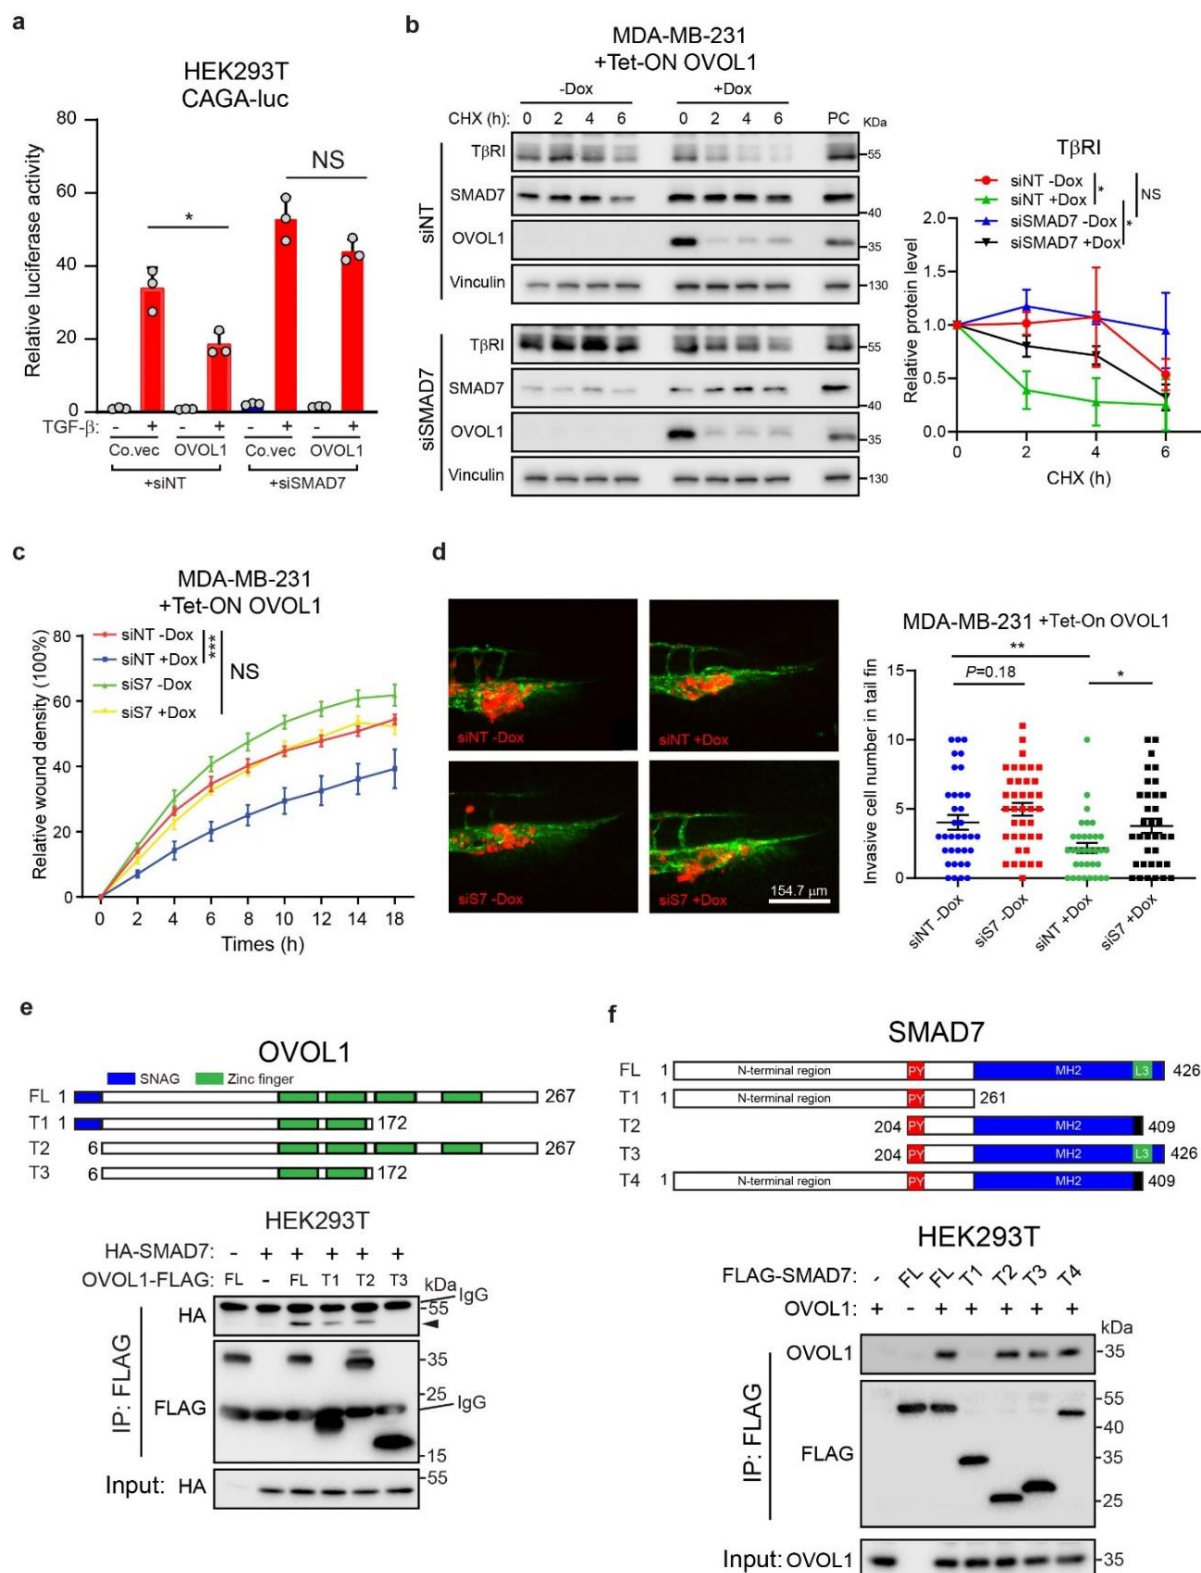 a
HEK293T
CAGA-luc
Relative luciferase activity
80
60
40
20
0
*
NS
TGF-β: - + - + - + - +
Co.vec OVOL1 Co.vec OVOL1
+siNT +siSMAD7
b
MDA-MB-231
+Tet-ON OVOL1
-Dox +Dox
CHX (h): 0 2 4 6 0 2 4 6 PC KDa
siNT
TβRI 55
SMAD7 40
OVOL1 35
Vinculin 130
siSMAD7
TβRI 55
SMAD7 40
OVOL1 35
Vinculin 130
TβRI
siNT -Dox
siNT +Dox
siSMAD7 -Dox
siSMAD7 +Dox
* * NS
Relative protein level
2.0
1.5
1.0
0.5
0.0
0 2 4 6
CHX (h)
c
MDA-MB-231
+Tet-ON OVOL1
siNT -Dox
siNT +Dox
siS7 -Dox
siS7 +Dox
*** NS
Relative wound density (100%)
80
60
40
20
0
0 2 4 6 8 10 12 14 18
Times (h)
d
siNT -Dox
siNT +Dox
siS7 -Dox
siS7 +Dox
154.7 μm
MDA-MB-231 +Tet-On OVOL1
**
P=0.18
*
Invasive cell number in tail fin
15
10
5
0
siNT -Dox
siS7 -Dox
siNT +Dox
siS7 +Dox
e
OVOL1
SNAG Zinc finger
FL 1 267
T1 1 172
T2 6 267
T3 6 172
HEK293T
HA-SMAD7: - + + + + +
OVOL1-FLAG: FL - FL T1 T2 T3 kDa
IP: FLAG
HA 55 IgG
FLAG 35 25 IgG 15
Input: HA 55
f
SMAD7
FL 1 N-terminal region PY MH2 L3 426
T1 1 N-terminal region PY 261
T2 204 PY MH2 409
T3 204 PY MH2 L3 426
T4 1 N-terminal region PY MH2 409
HEK293T
FLAG-SMAD7: - FL FL T1 T2 T3 T4
OVOL1: + - + + + + +
kDa
IP: FLAG
OVOL1 35
FLAG 55 40 35 25
Input: OVOL1 35